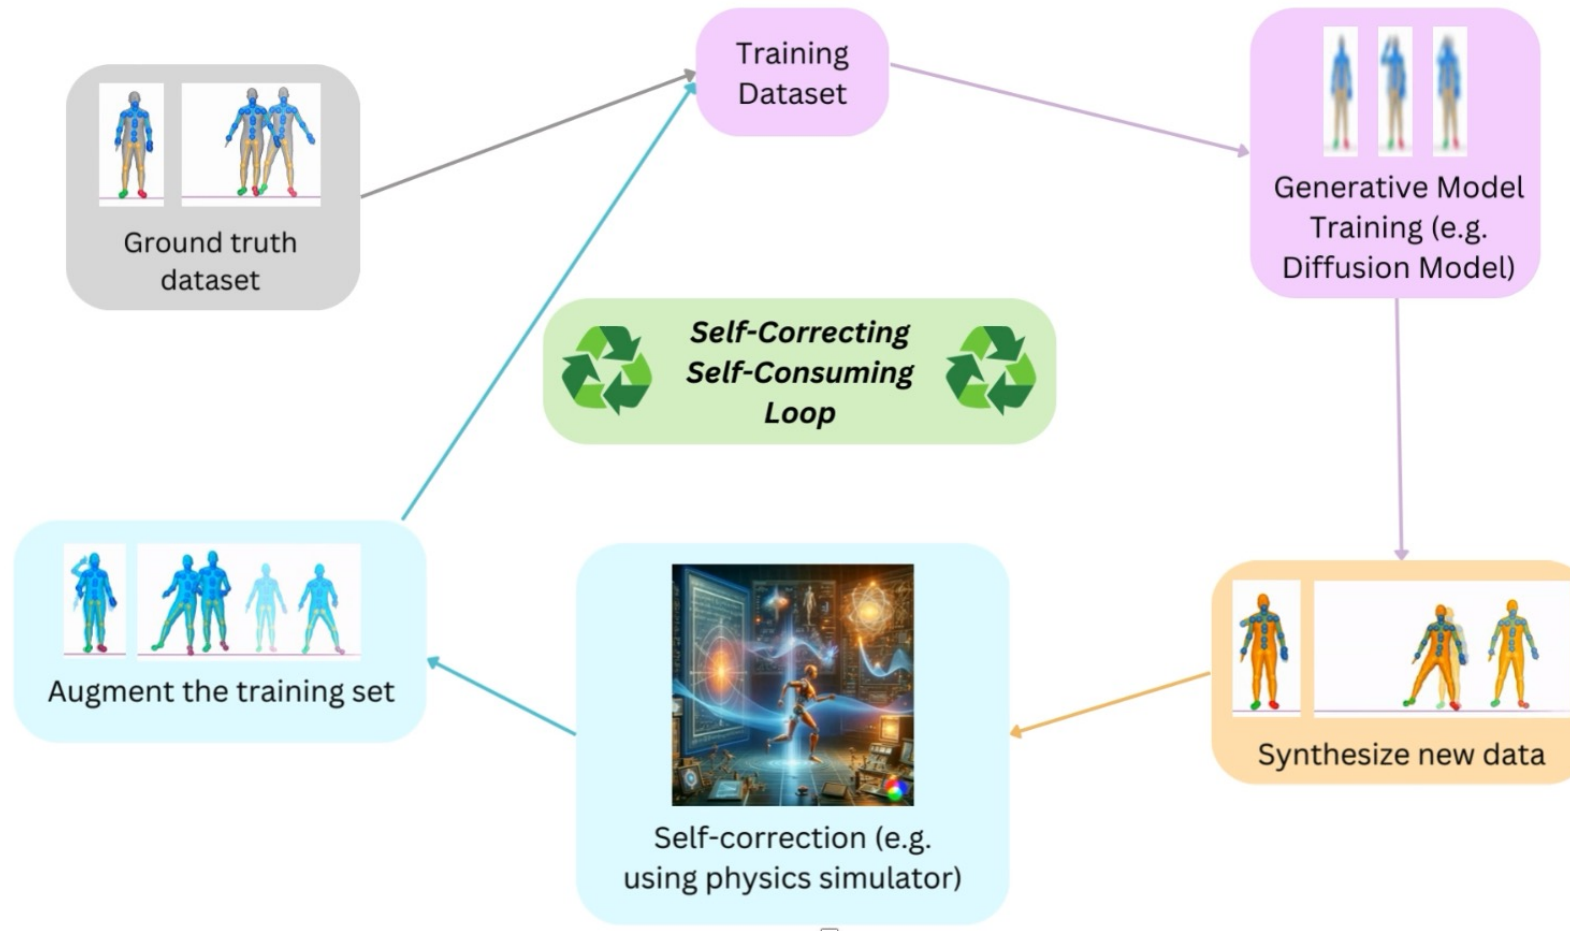 Training
Dataset
Generative Model
Training (e.g.
Diffusion Model)
Ground truth
dataset
Self-Correcting
Self-Consuming
Loop
Augment the training set
Synthesize new data
Self-correction (e.g.
using physics simulator)